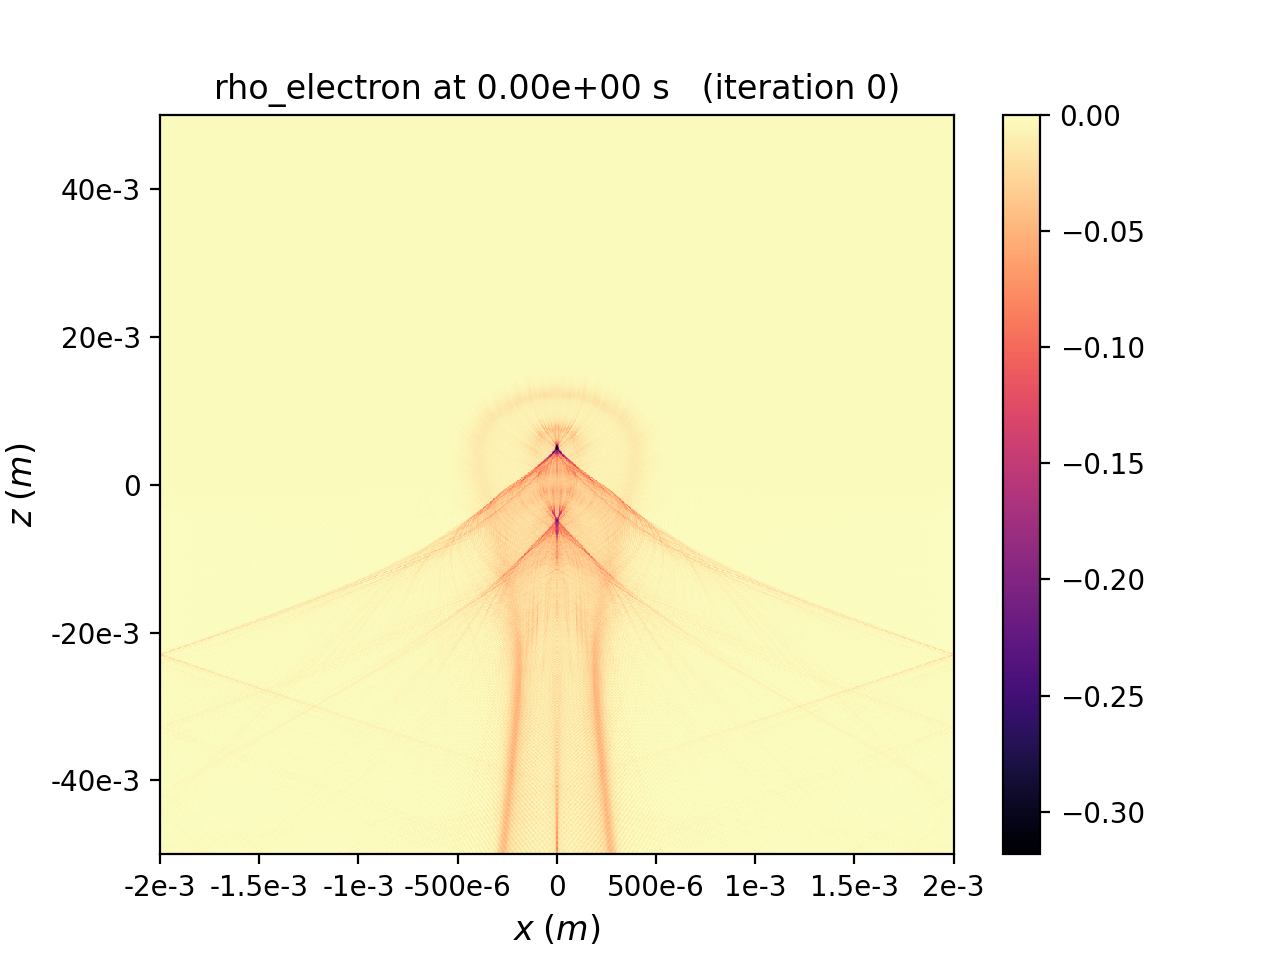 rho_electron at 0.00e+00 s   (iteration 0)
40e-3
20e-3
0
-20e-3
-40e-3
z (m)
-2e-3 -1.5e-3 -1e-3 -500e-6 0 500e-6 1e-3 1.5e-3 2e-3
x (m)
0.00
−0.05
−0.10
−0.15
−0.20
−0.25
−0.30